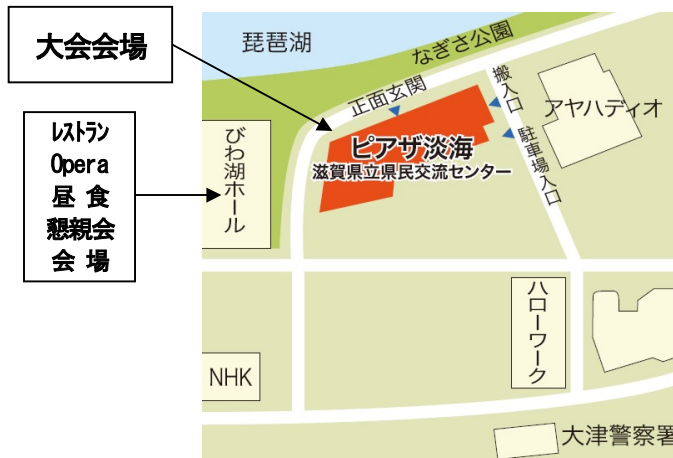 大会会場
レストラン
Opera
昼 食
懇親会
会 場
琵琶湖
なぎさ公園
正面玄関
搬入口
アヤハディオ
駐車場入口
ピアザ淡海
滋賀県立県民交流センター
びわ湖ホール
ハローワーク
NHK
大津警察署